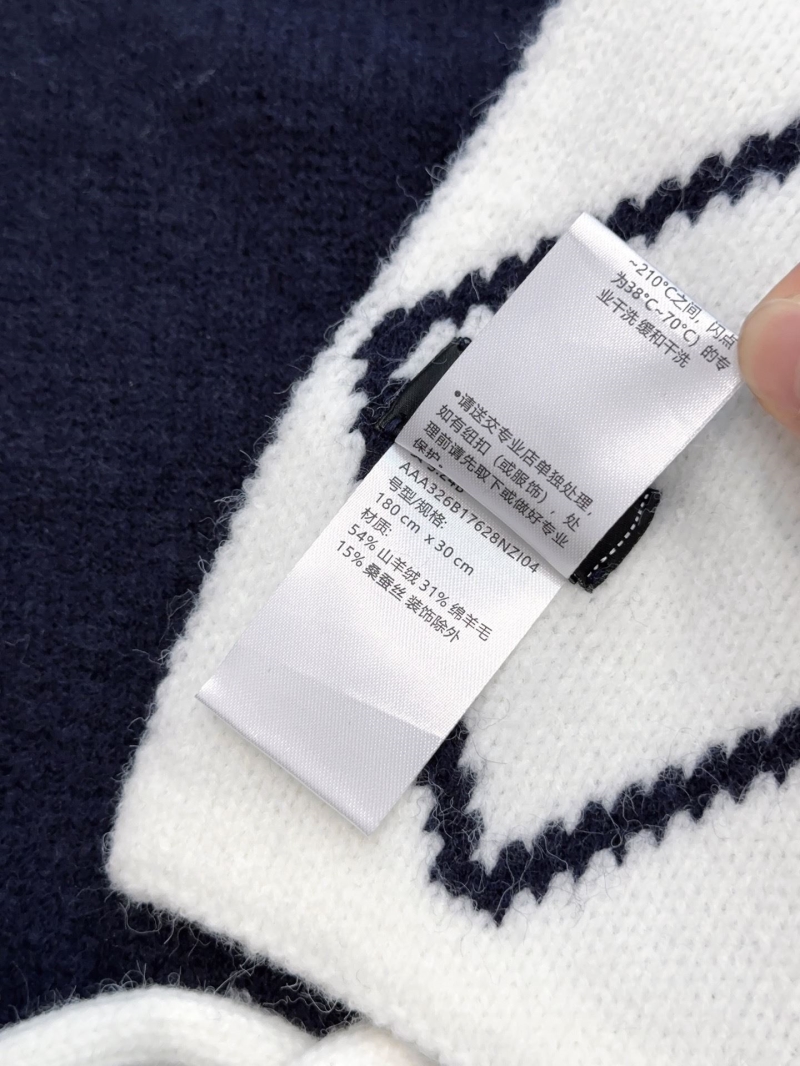 ~210°C之间，闪点
为38°C~70°C）的专
业干洗 缓和干洗
•请送交专业店单独处理，
如有纽扣（或服饰），处
理前请先取下或做好专业
保护。
AAA326B17628NZI04
号型/规格:
180 cm x 30 cm
材质:
54% 山羊绒 31% 绵羊毛
15% 桑蚕丝 装饰除外